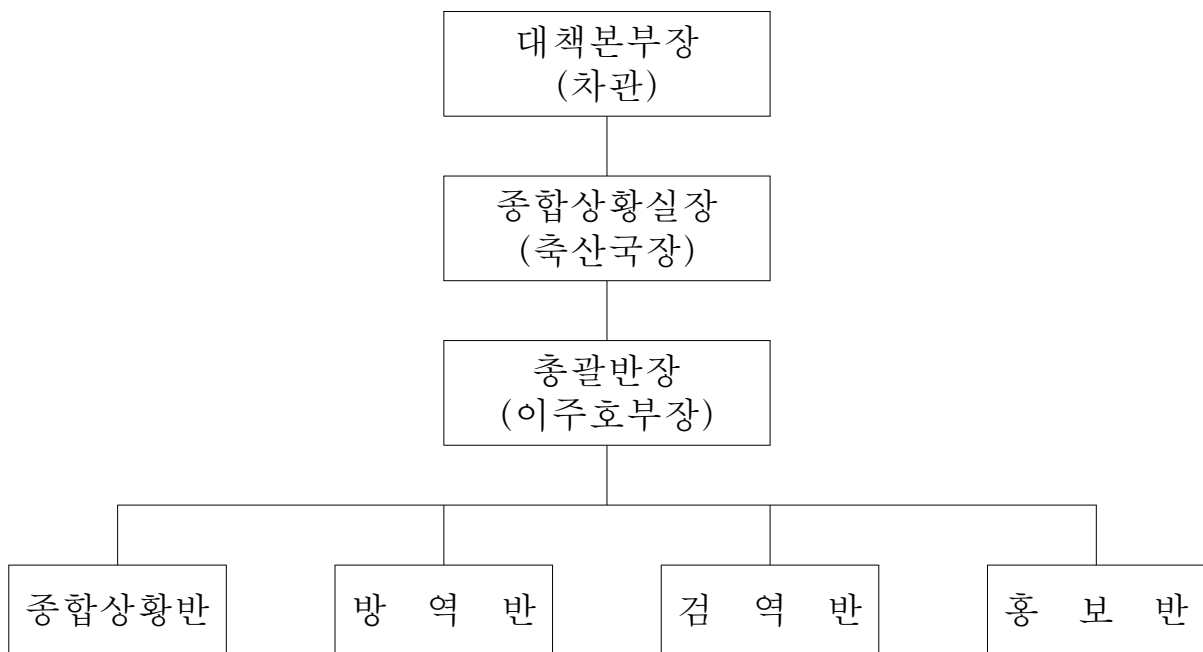 대책본부장
(차관)
종합상황실장
(축산국장)
총괄반장
(이주호부장)
종합상황반
방 역 반
검 역 반
홍 보 반